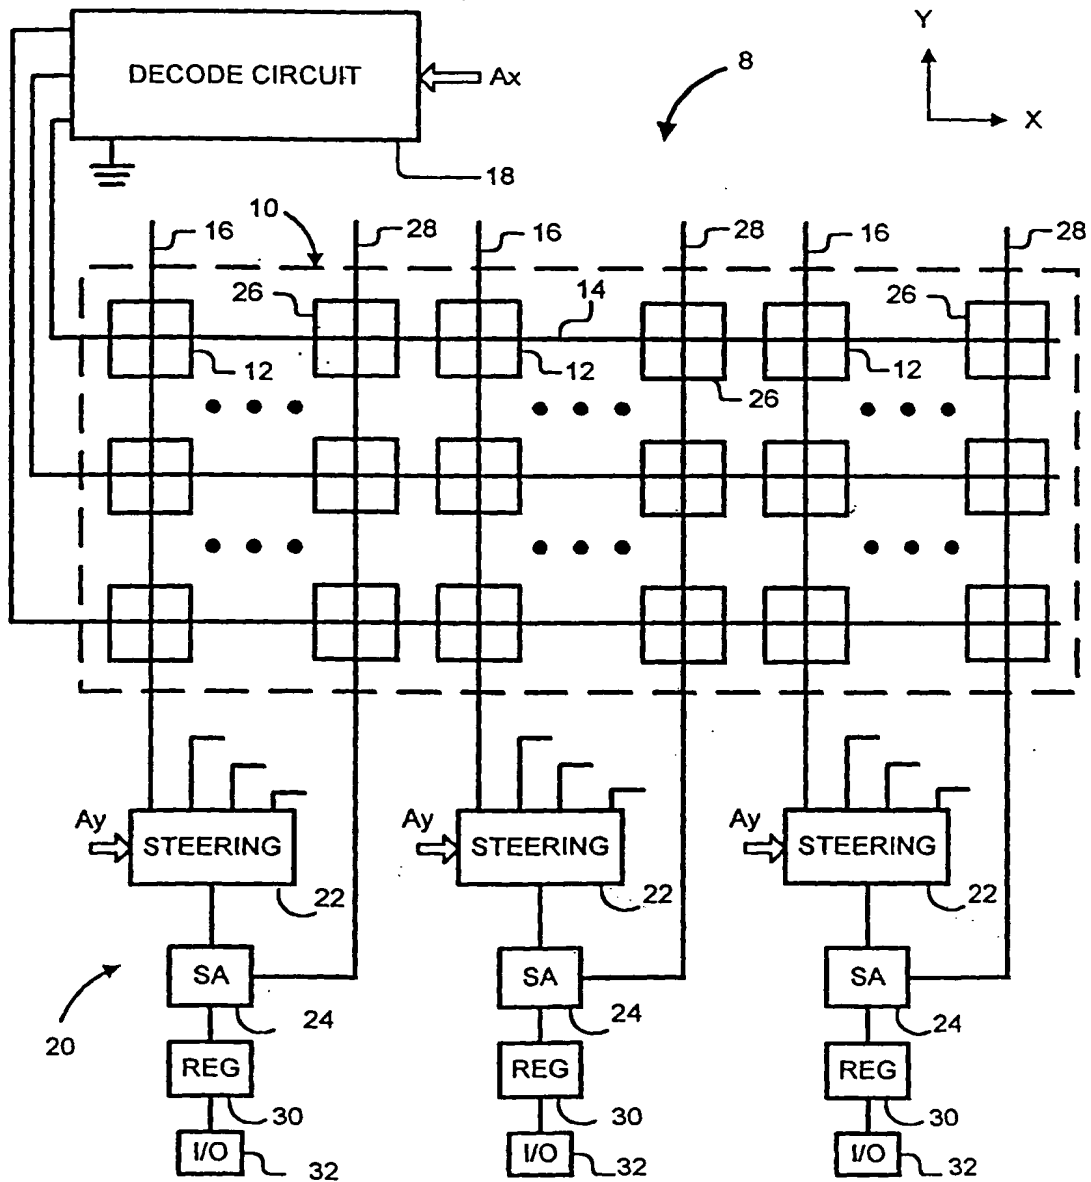 Y
X
DECODE CIRCUIT
Ax
8
18
10
16
28
16
28
16
28
26
14
26
12
12
26
12
Ay
STEERING
22
Ay
STEERING
22
Ay
STEERING
22
SA
24
SA
24
SA
24
20
REG
30
REG
30
REG
30
I/O
32
I/O
32
I/O
32